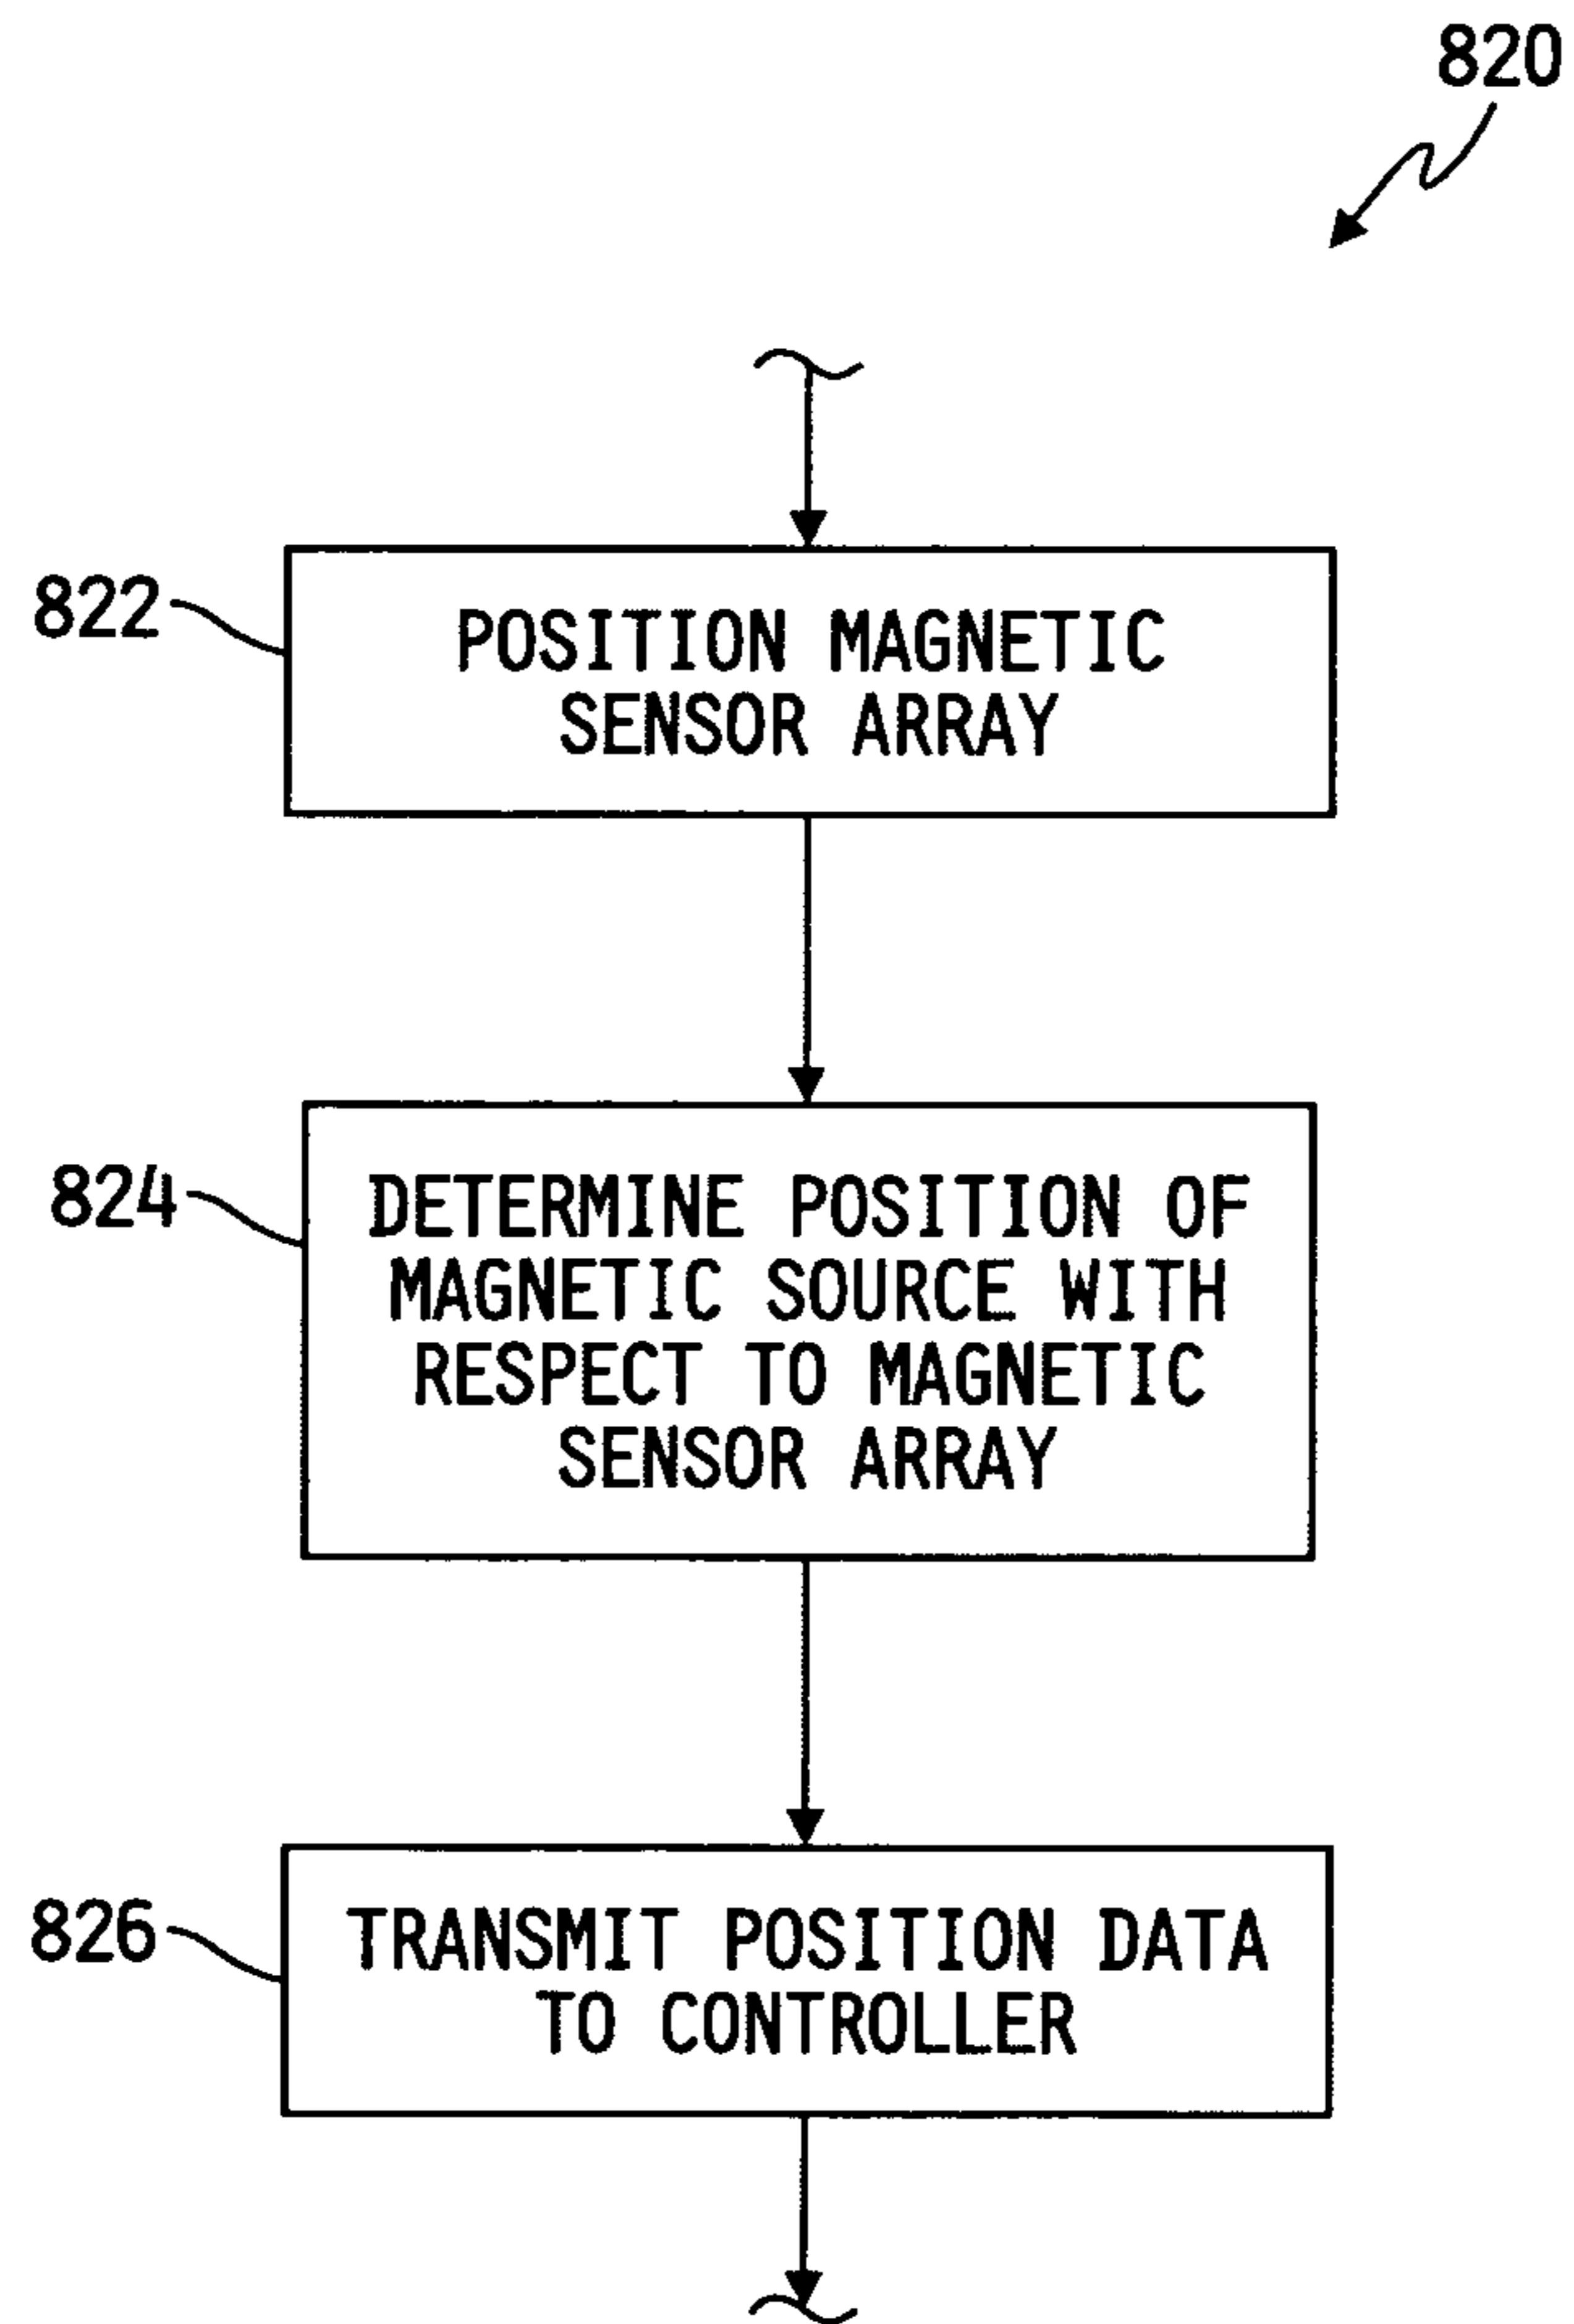 820
822
POSITION MAGNETIC
SENSOR ARRAY
824
DETERMINE POSITION OF
MAGNETIC SOURCE WITH
RESPECT TO MAGNETIC
SENSOR ARRAY
826
TRANSMIT POSITION DATA
TO CONTROLLER